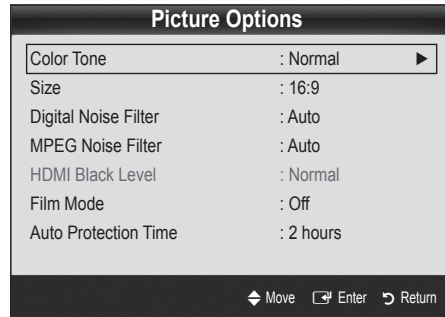 Picture Options
Color Tone : Normal ►
Size : 16:9
Digital Noise Filter : Auto
MPEG Noise Filter : Auto
HDMI Black Level : Normal
Film Mode : Off
Auto Protection Time : 2 hours
Move Enter Return